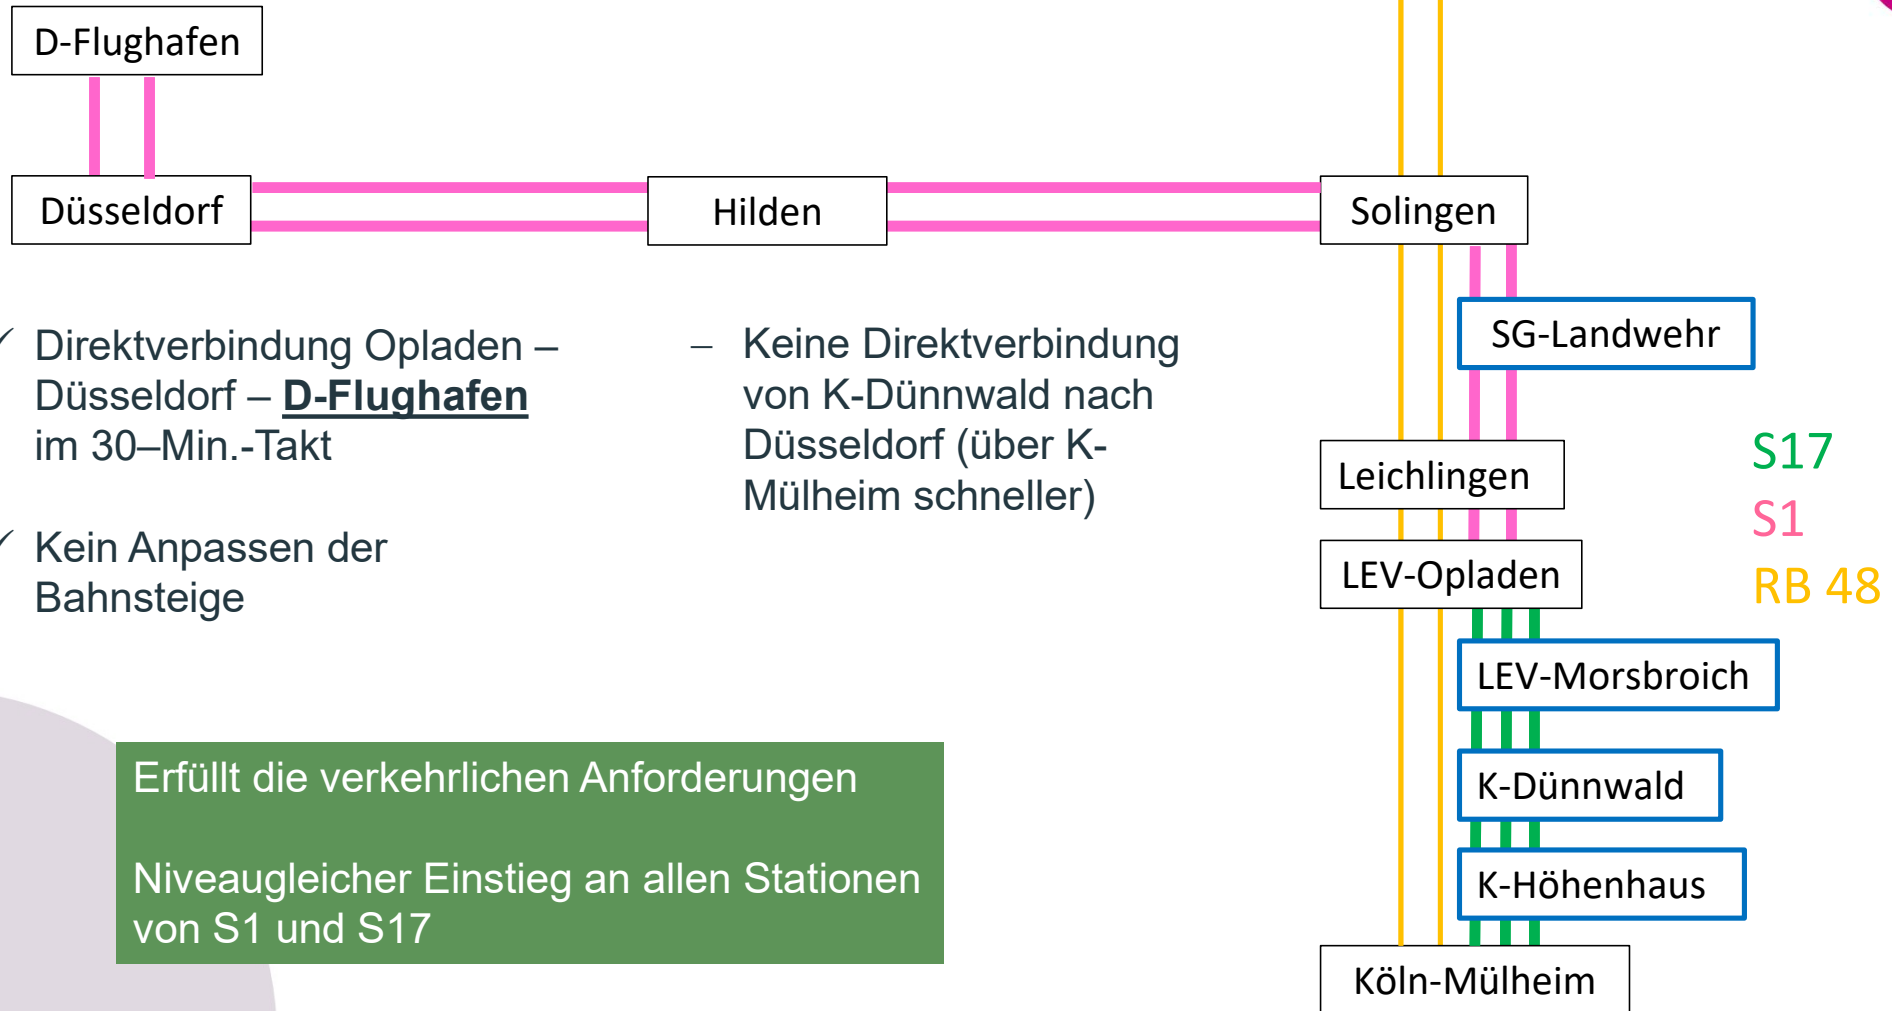 D-Flughafen
Düsseldorf
Hilden
Solingen
SG-Landwehr
✓ Direktverbindung Opladen –
Düsseldorf – D-Flughafen
im 30–Min.-Takt
✓ Kein Anpassen der
Bahnsteige
– Keine Direktverbindung
von K-Dünnwald nach
Düsseldorf (über K-
Mülheim schneller)
Leichlingen
LEV-Opladen
S17
S1
RB 48
LEV-Morsbroich
K-Dünnwald
K-Höhenhaus
Köln-Mülheim
Erfüllt die verkehrlichen Anforderungen
Niveaugleicher Einstieg an allen Stationen
von S1 und S17